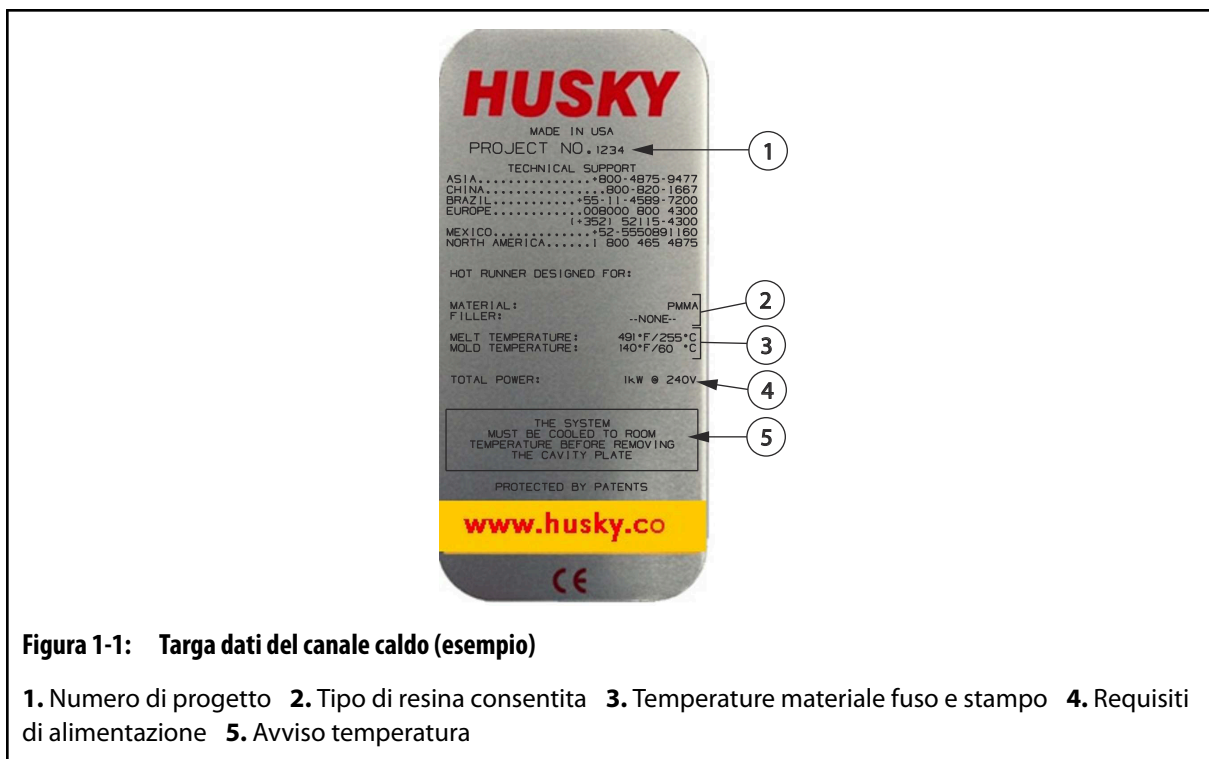 HUSKY
MADE IN USA
PROJECT NO. 1234
1
TECHNICAL SUPPORT
ASIA...............+800-4875-9477
CHINA...............800-820-1667
BRAZIL............+55-11-4589-7200
EUROPE............008000 800 4300
(+352) 52115-4300
MEXICO.............+52-5550891160
NORTH AMERICA......1 800 465 4875
HOT RUNNER DESIGNED FOR:
MATERIAL: PMMA
FILLER: --NONE--
2
MELT TEMPERATURE: 491°F/255°C
MOLD TEMPERATURE: 140°F/60 °C
3
TOTAL POWER: 1kW @ 240V
4
THE SYSTEM
MUST BE COOLED TO ROOM
TEMPERATURE BEFORE REMOVING
THE CAVITY PLATE
5
PROTECTED BY PATENTS
www.husky.co
CE
Figura 1-1: Targa dati del canale caldo (esempio)
1. Numero di progetto 2. Tipo di resina consentita 3. Temperature materiale fuso e stampo 4. Requisiti
di alimentazione 5. Avviso temperatura